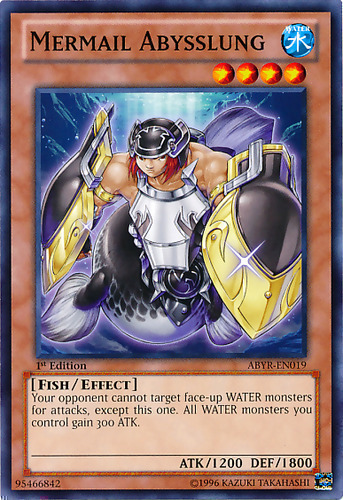 MERMAIL ABYSSLUNG
WATER
水
1st Edition
ABYR-EN019
[FISH/EFFECT]
Your opponent cannot target face-up WATER monsters
for attacks, except this one. All WATER monsters you
control gain 300 ATK.
ATK/1200 DEF/1800
95466842
©1996 KAZUKI TAKAHASHI